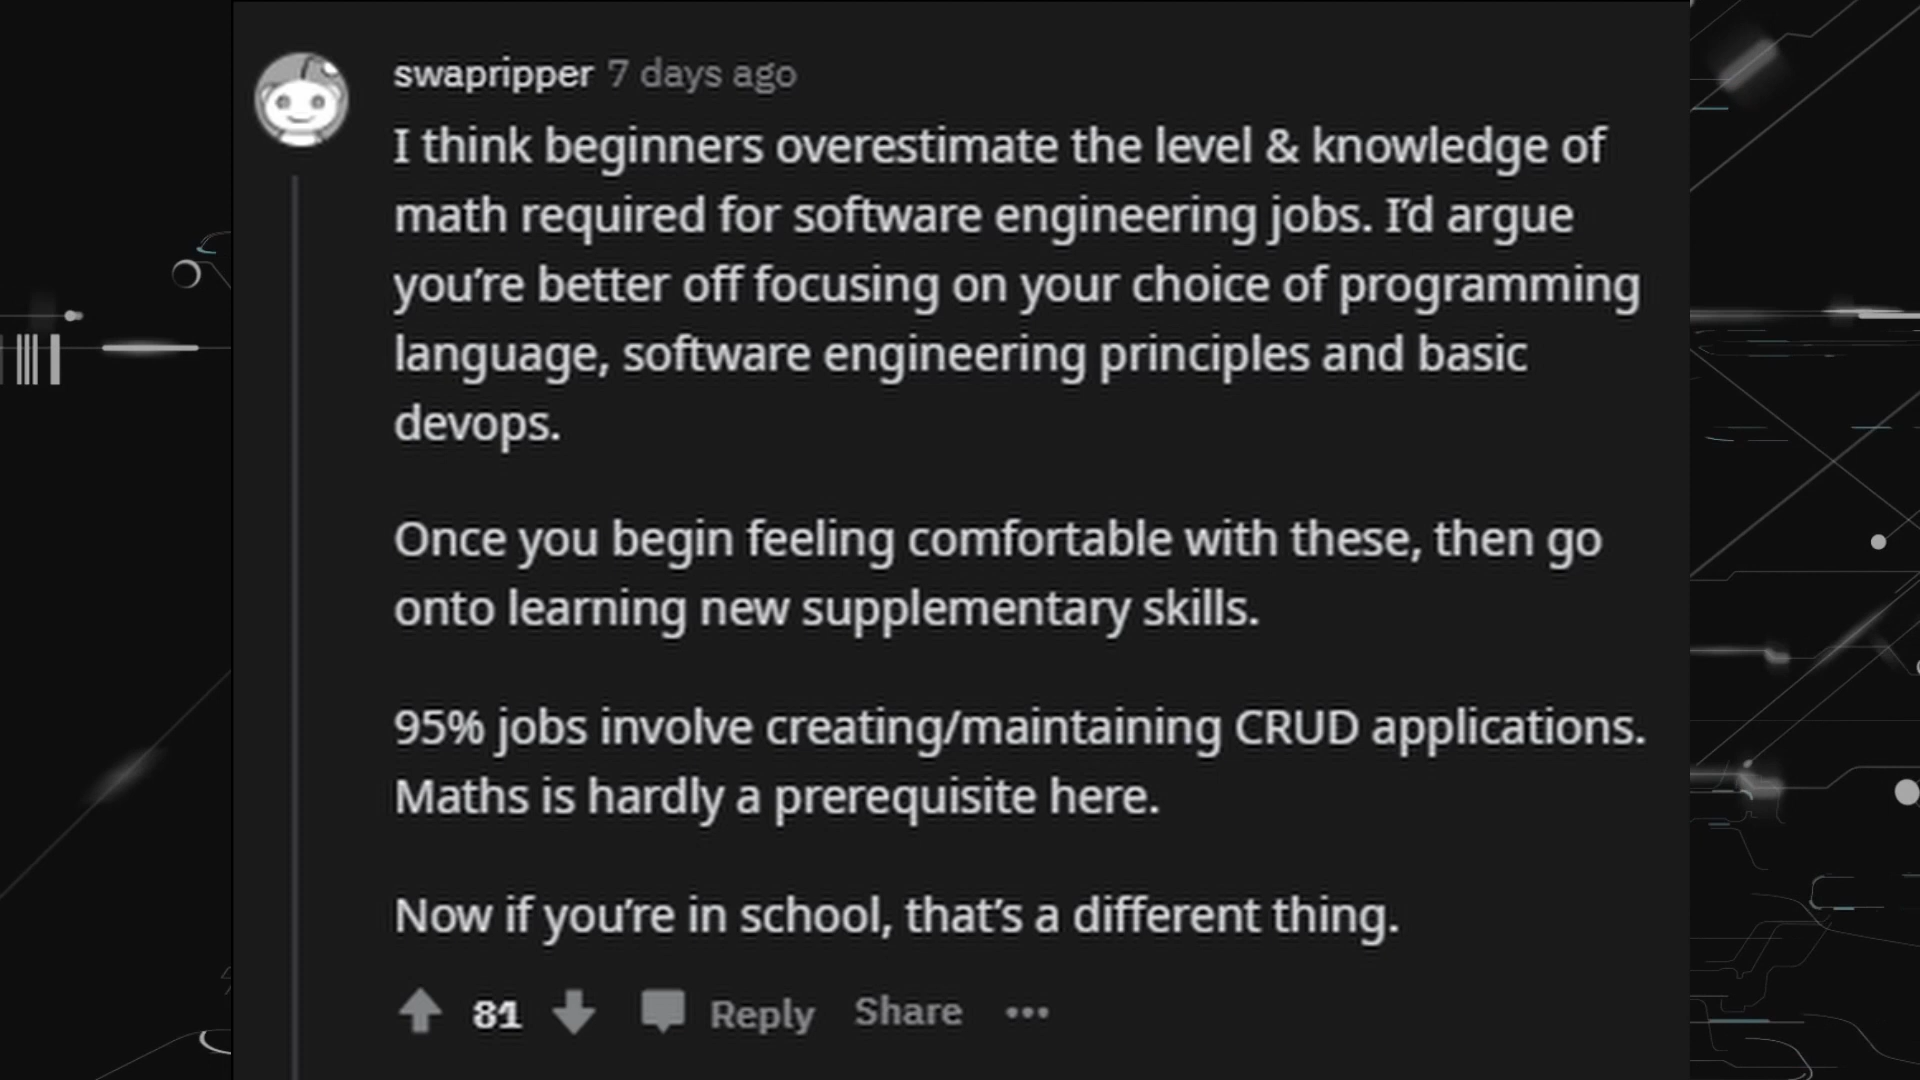 swapripper 7 days ago
I think beginners overestimate the level & knowledge of
math required for software engineering jobs. I’d argue
you’re better off focusing on your choice of programming
language, software engineering principles and basic
devops.
Once you begin feeling comfortable with these, then go
onto learning new supplementary skills.
95% jobs involve creating/maintaining CRUD applications.
Maths is hardly a prerequisite here.
Now if you’re in school, that’s a different thing.
81 Reply Share •••